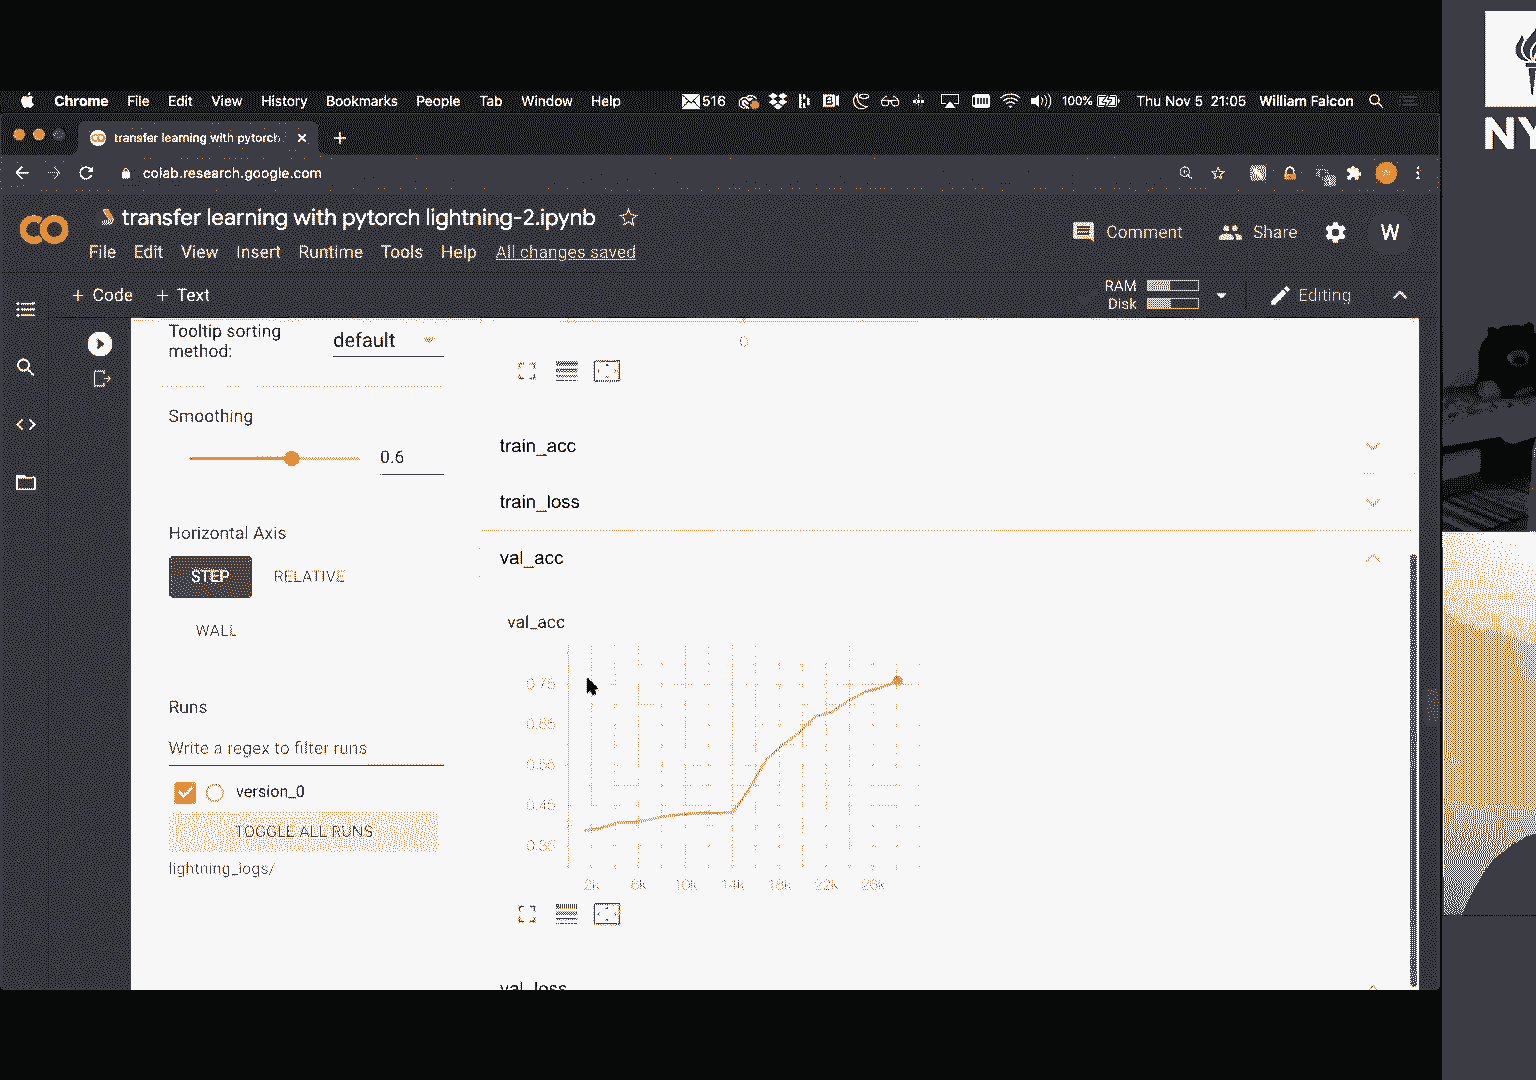 NY
Chrome File Edit View History Bookmarks People Tab Window Help 516 100% Thu Nov 5 21:05 William Falcon
transfer learning with pytorch
colab.research.google.com
transfer learning with pytorch lightning-2.ipynb
Comment Share W
File Edit View Insert Runtime Tools Help All changes saved
+ Code + Text
RAM
Disk
Editing
Tooltip sorting
method:
default
0
Smoothing
0.6
train_acc
train_loss
Horizontal Axis
STEP RELATIVE
WALL
val_acc
val_acc
0.75
0.65
0.55
0.45
0.35
2k 6k 10k 14k 18k 22k 26k
Runs
Write a regex to filter runs
version_0
TOGGLE ALL RUNS
lightning_logs/
val_loss